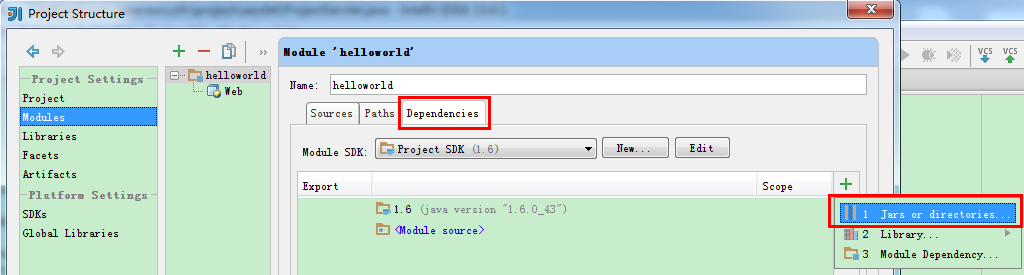 Project Structure
Project Settings
Project
Modules
Libraries
Facets
Artifacts
Platform Settings
SDKs
Global Libraries
helloworld
Web
Module 'helloworld'
Name: helloworld
Sources Paths Dependencies
Module SDK: Project SDK (1.6) New... Edit
Export Scope
1.6 (java version "1.6.0_43")
<Module source>
1 Jars or directories...
2 Library...
3 Module Dependency...
VCS VCS